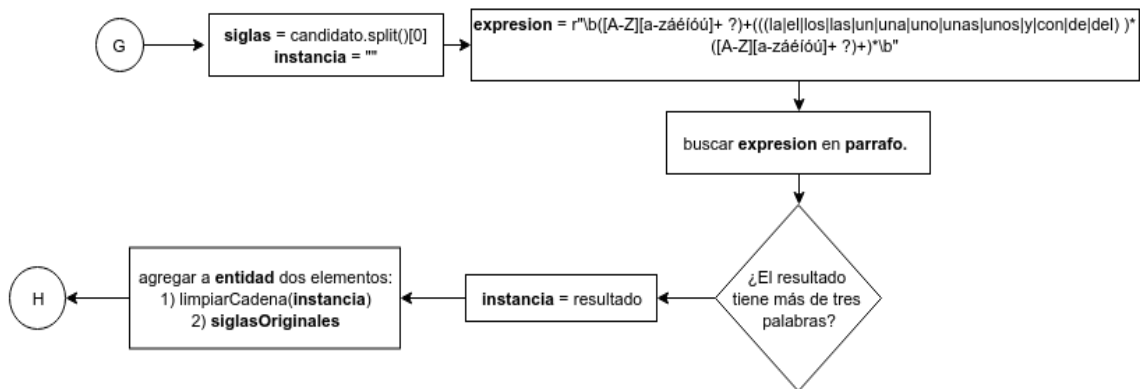 G
siglas = candidato.split()[0]
instancia = ""
expresion = r"\b([A-Z][a-záéíóú]+ ?)+(((la|el||los|las|un|una|uno|unas|unos|y|con|de|del) )*
([A-Z][a-záéíóú]+ ?)+)*\b"
buscar expresion en parrafo.
¿El resultado
tiene más de tres
palabras?
instancia = resultado
agregar a entidad dos elementos:
1) limpiarCadena(instancia)
2) siglasOriginales
H